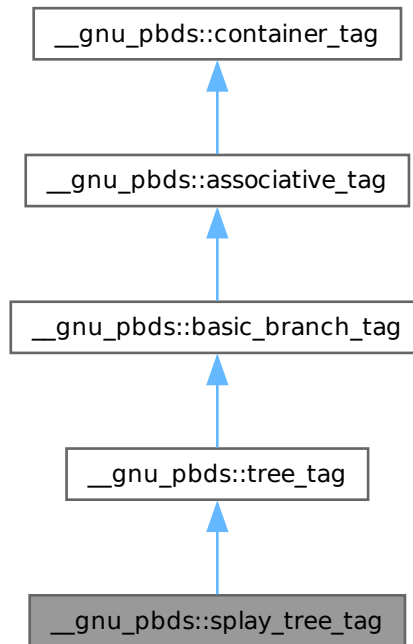 __gnu_pbds::container_tag
__gnu_pbds::associative_tag
__gnu_pbds::basic_branch_tag
__gnu_pbds::tree_tag
__gnu_pbds::splay_tree_tag